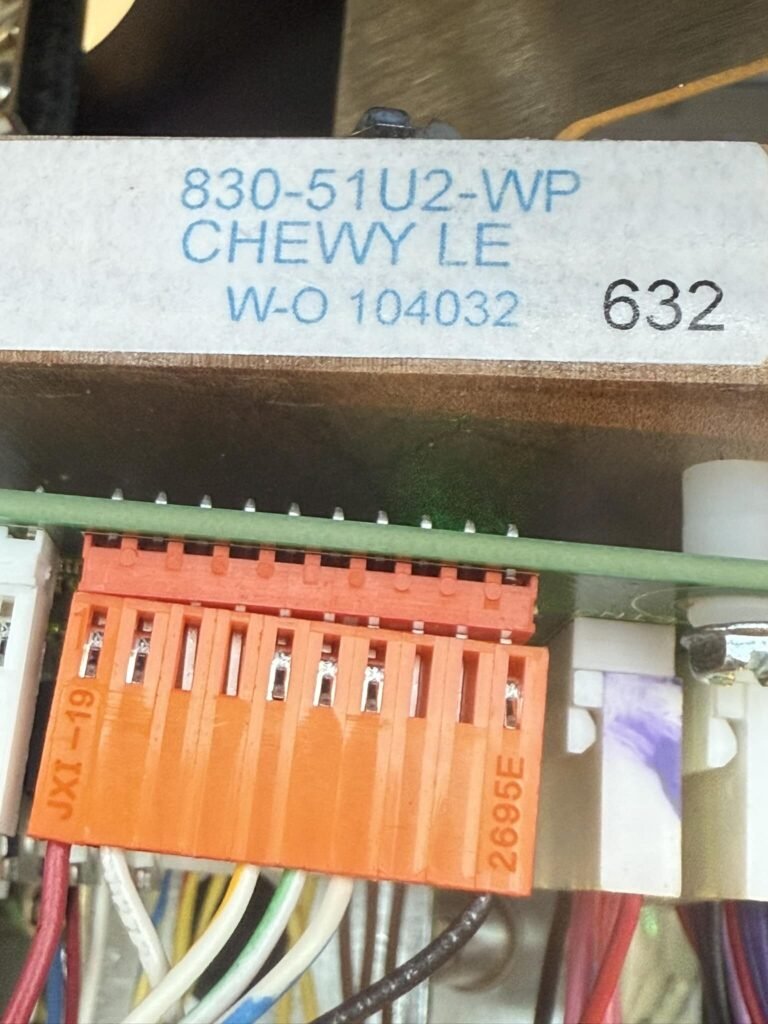 830-51U2-WP
CHEWY LE
W-O 104032 632
JXI-19
2695E